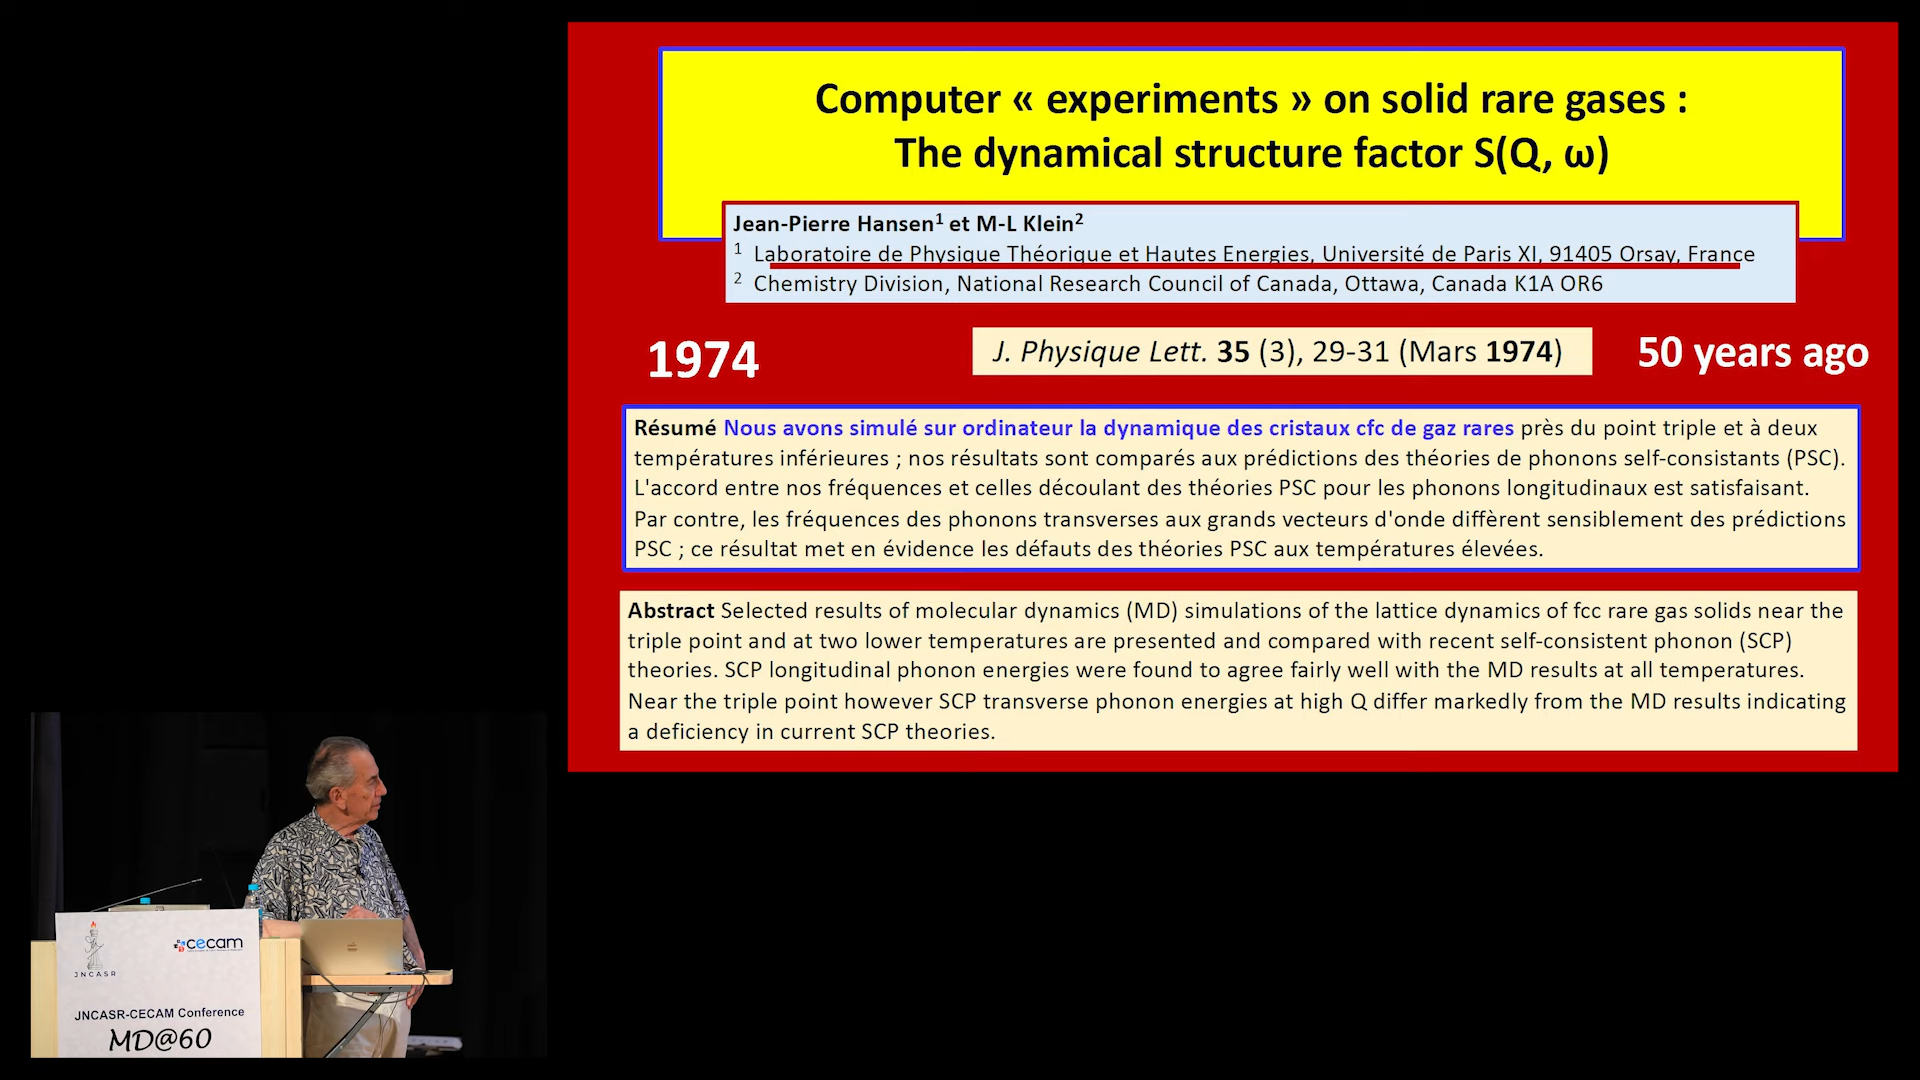 Computer « experiments » on solid rare gases :
The dynamical structure factor S(Q, ω)
Jean-Pierre Hansen¹ et M-L Klein²
¹ Laboratoire de Physique Théorique et Hautes Energies, Université de Paris XI, 91405 Orsay, France
² Chemistry Division, National Research Council of Canada, Ottawa, Canada K1A OR6
1974
J. Physique Lett. 35 (3), 29-31 (Mars 1974)
50 years ago
Résumé Nous avons simulé sur ordinateur la dynamique des cristaux cfc de gaz rares près du point triple et à deux
températures inférieures ; nos résultats sont comparés aux prédictions des théories de phonons self-consistants (PSC).
L'accord entre nos fréquences et celles découlant des théories PSC pour les phonons longitudinaux est satisfaisant.
Par contre, les fréquences des phonons transverses aux grands vecteurs d'onde diffèrent sensiblement des prédictions
PSC ; ce résultat met en évidence les défauts des théories PSC aux températures élevées.
Abstract Selected results of molecular dynamics (MD) simulations of the lattice dynamics of fcc rare gas solids near the
triple point and at two lower temperatures are presented and compared with recent self-consistent phonon (SCP)
theories. SCP longitudinal phonon energies were found to agree fairly well with the MD results at all temperatures.
Near the triple point however SCP transverse phonon energies at high Q differ markedly from the MD results indicating
a deficiency in current SCP theories.
JNCASR
cecam
JNCASR-CECAM Conference
MD@60